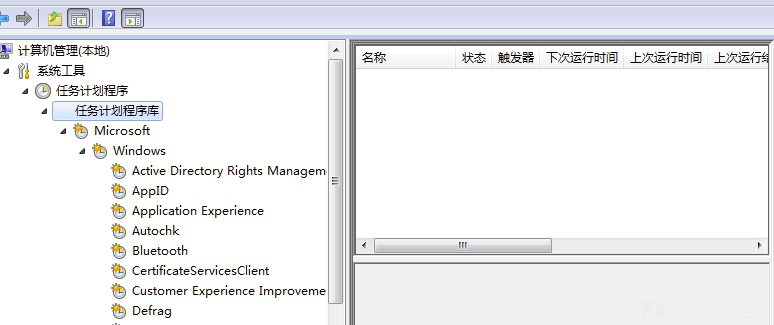 计算机管理(本地)
系统工具
任务计划程序
任务计划程序库
Microsoft
Windows
Active Directory Rights Managem
AppID
Application Experience
Autochk
Bluetooth
CertificateServicesClient
Customer Experience Improveme
Defrag
名称 状态 触发器 下次运行时间 上次运行时间 上次运行结